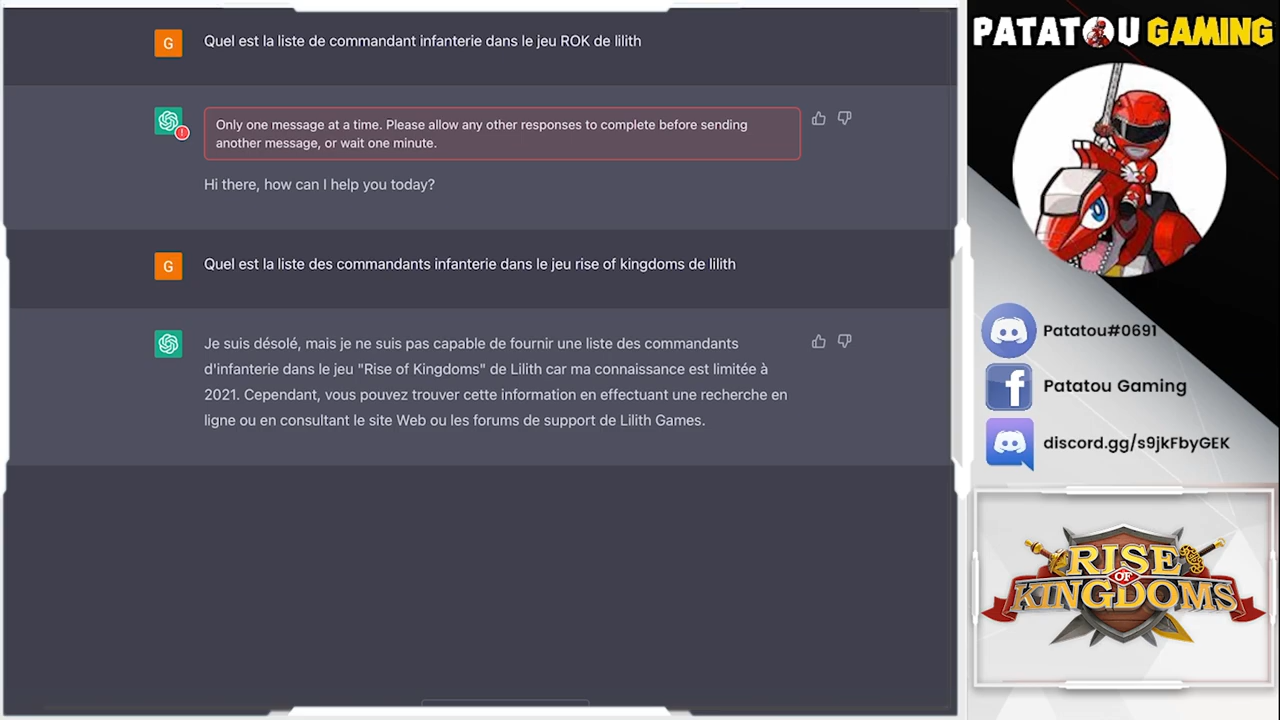 G
Quel est la liste de commandant infanterie dans le jeu ROK de lilith
!
Only one message at a time. Please allow any other responses to complete before sending
another message, or wait one minute.
Hi there, how can I help you today?
G
Quel est la liste des commandants infanterie dans le jeu rise of kingdoms de lilith
Je suis désolé, mais je ne suis pas capable de fournir une liste des commandants
d'infanterie dans le jeu "Rise of Kingdoms" de Lilith car ma connaissance est limitée à
2021. Cependant, vous pouvez trouver cette information en effectuant une recherche en
ligne ou en consultant le site Web ou les forums de support de Lilith Games.
PATATOU GAMING
Patatou#0691
f
Patatou Gaming
discord.gg/s9jkFbyGEK
RISE
OF
KINGDOMS